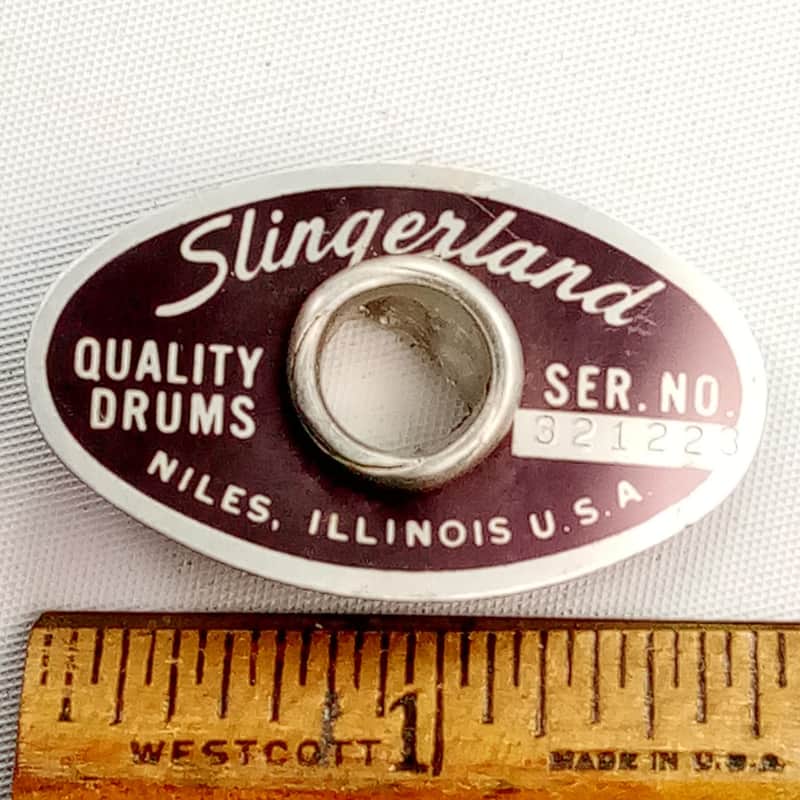 Slingerland
QUALITY
DRUMS
SER. NO.
321223
NILES, ILLINOIS U.S.A.
1
WESTCOTT
MADE IN U.S.A.